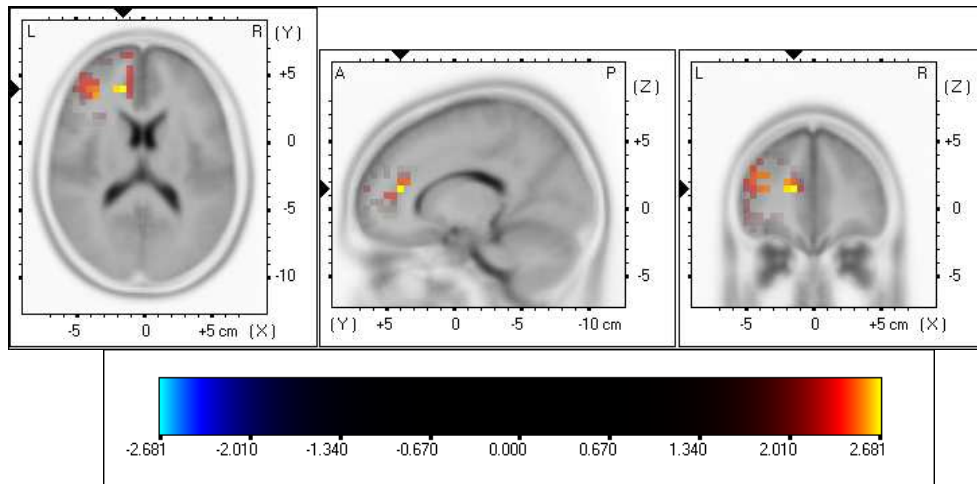 L R (Y)
+5
0
-5
-10
-5 0 +5 cm (X)
A P (Z)
+5
0
-5
(Y) +5 0 -5 -10 cm
L R (Z)
+5
0
-5
-5 0 +5 cm (X)
-2.681 -2.010 -1.340 -0.670 0.000 0.670 1.340 2.010 2.681